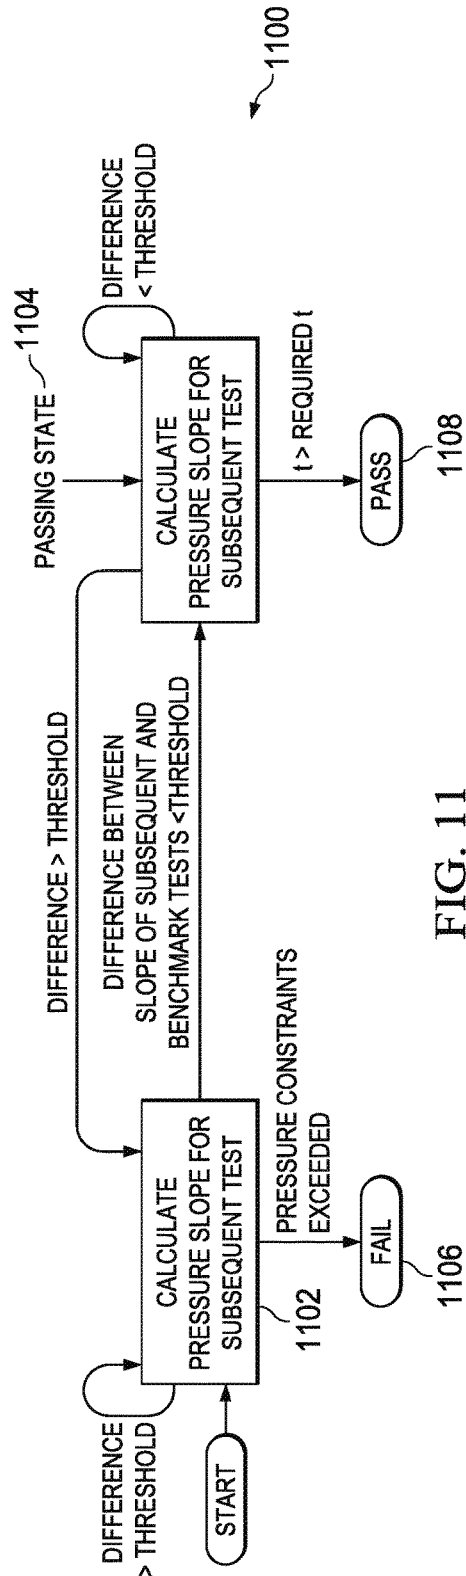 1100
DIFFERENCE
> THRESHOLD
START
CALCULATE
PRESSURE SLOPE FOR
SUBSEQUENT TEST
1102
PRESSURE CONSTRAINTS
EXCEEDED
FAIL
1106
DIFFERENCE > THRESHOLD
DIFFERENCE BETWEEN
SLOPE OF SUBSEQUENT AND
BENCHMARK TESTS <THRESHOLD
PASSING STATE
1104
DIFFERENCE
< THRESHOLD
CALCULATE
PRESSURE SLOPE FOR
SUBSEQUENT TEST
t > REQUIRED t
PASS
1108
FIG. 11